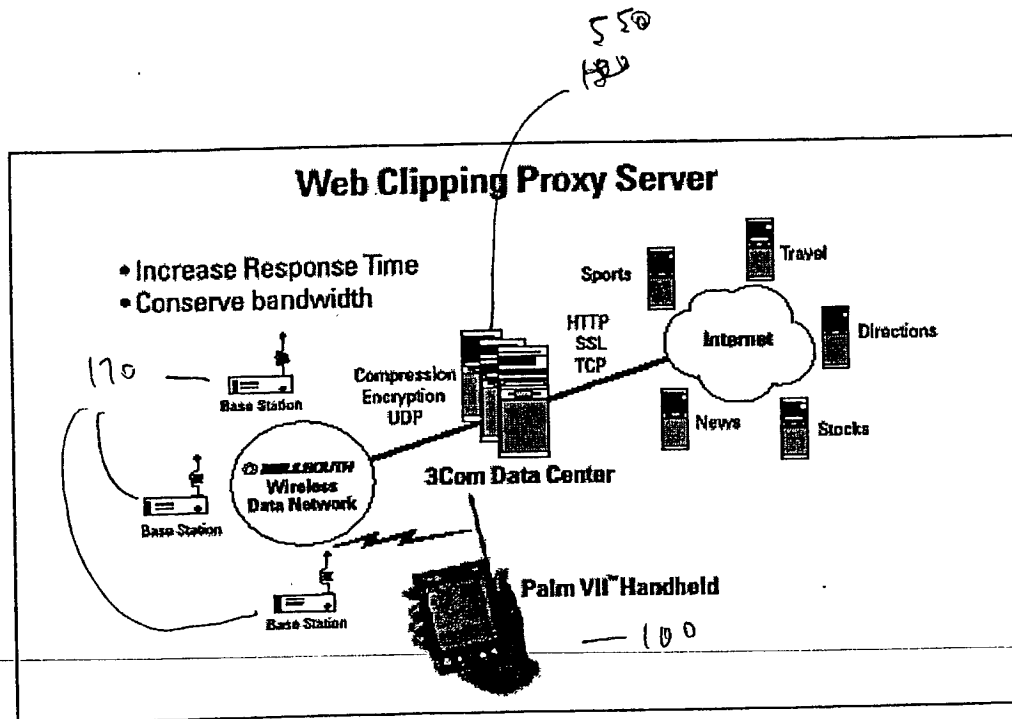 550
Web Clipping Proxy Server
• Increase Response Time
• Conserve bandwidth
Sports
Travel
HTTP
SSL
TCP
Internet
Directions
170
Base Station
Compression
Encryption
UDP
News
Stocks
BELLSOUTH
Wireless
Data Network
3Com Data Center
Base Station
Base Station
Palm VII™ Handheld
100